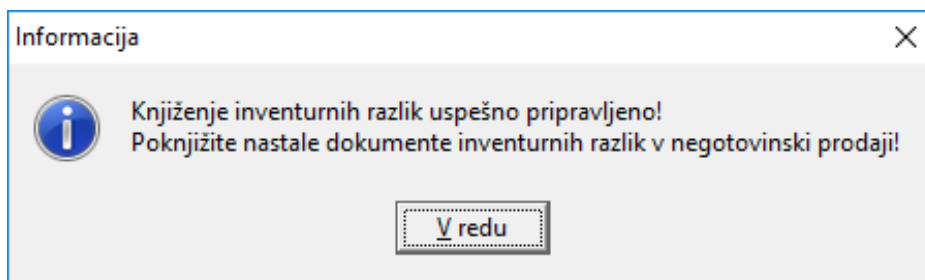 Informacija
Knjiženje inventurnih razlik uspešno pripravljeno!
Poknjižite nastale dokumente inventurnih razlik v negotovinski prodaji!
V redu